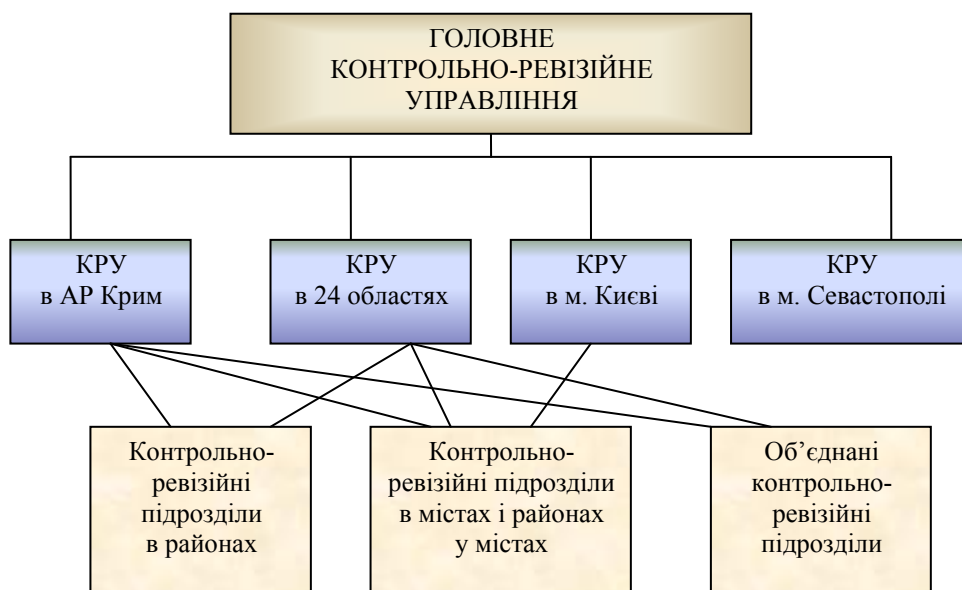 ГОЛОВНЕ
КОНТРОЛЬНО-РЕВІЗІЙНЕ
УПРАВЛІННЯ
КРУ
в АР Крим
КРУ
в 24 областях
КРУ
в м. Києві
КРУ
в м. Севастополі
Контрольно-
ревізійні
підрозділи
в районах
Контрольно-
ревізійні підрозділи
в містах і районах
у містах
Об’єднані
контрольно-
ревізійні
підрозділи